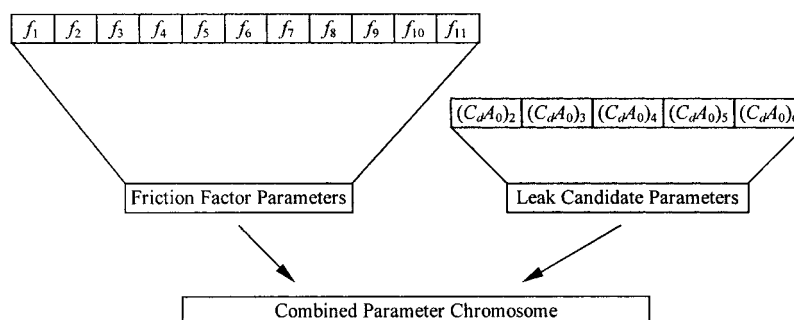 f1 f2 f3 f4 f5 f6 f7 f8 f9 f10 f11
(CdA0)2 (CdA0)3 (CdA0)4 (CdA0)5 (CdA0)
Friction Factor Parameters
Leak Candidate Parameters
Combined Parameter Chromosome